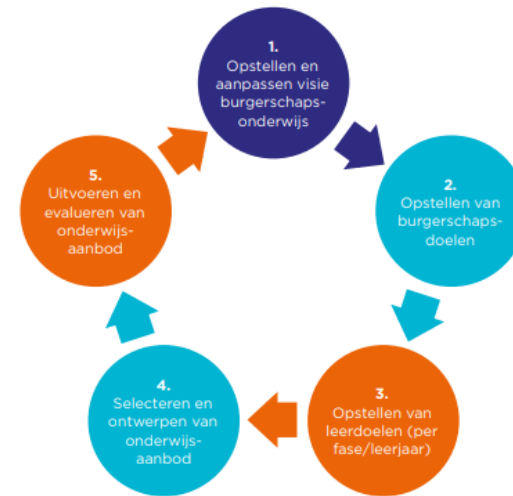 1.
Opstellen en
aanpassen visie
burgerschaps-
onderwijs
2.
Opstellen van
burgerschaps-
doelen
3.
Opstellen van
leerdoelen (per
fase/leerjaar)
4.
Selecteren en
ontwerpen van
onderwijs-
aanbod
5.
Uitvoeren en
evalueren van
onderwijs-
aanbod